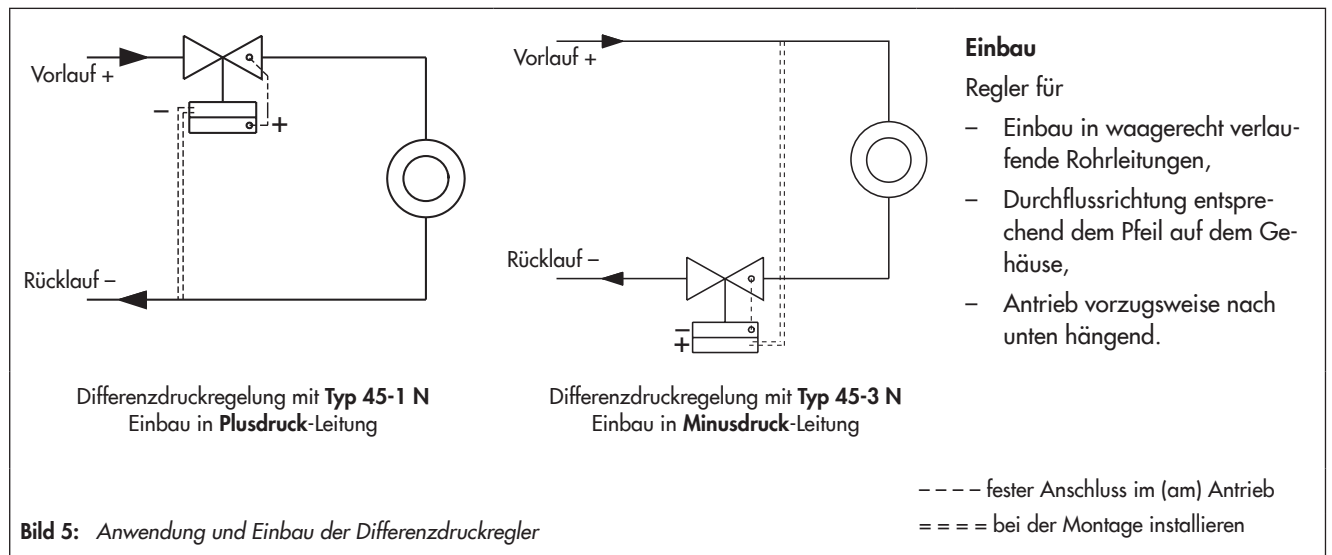 Vorlauf +
–
+
Rücklauf –
Differenzdruckregelung mit Typ 45-1 N
Einbau in Plusdruck-Leitung
Vorlauf +
Rücklauf –
–
+
Differenzdruckregelung mit Typ 45-3 N
Einbau in Minusdruck-Leitung
Einbau
Regler für
– Einbau in waagerecht verlau-
fende Rohrleitungen,
– Durchflussrichtung entspre-
chend dem Pfeil auf dem Ge-
häuse,
– Antrieb vorzugsweise nach
unten hängend.
– – – – fester Anschluss im (am) Antrieb
= = = = bei der Montage installieren
Bild 5: Anwendung und Einbau der Differenzdruckregler